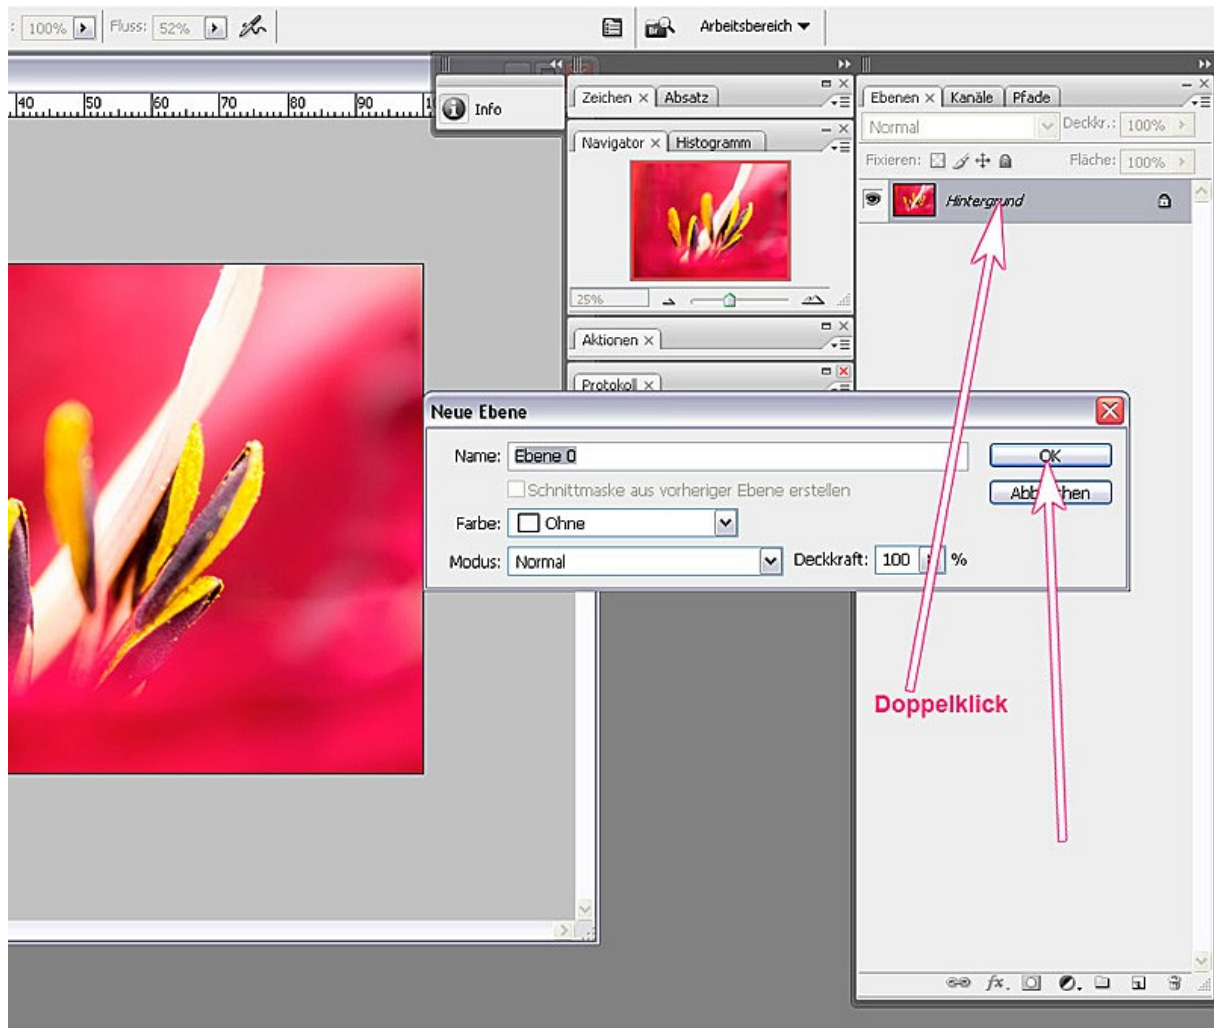 : 100% Fluss: 52% Arbeitsbereich
40 50 60 70 80 90
Info
Zeichen × Absatz
Navigator × Histogramm
25%
Aktionen ×
Protokoll ×
Ebenen × Kanäle Pfade
Normal Deckkr.: 100%
Fixieren: Fläche: 100%
Hintergrund
Neue Ebene
Name: Ebene 0 OK
Schnittmaske aus vorheriger Ebene erstellen Abbrechen
Farbe: Ohne
Modus: Normal Deckkraft: 100 %
Doppelklick
fx.